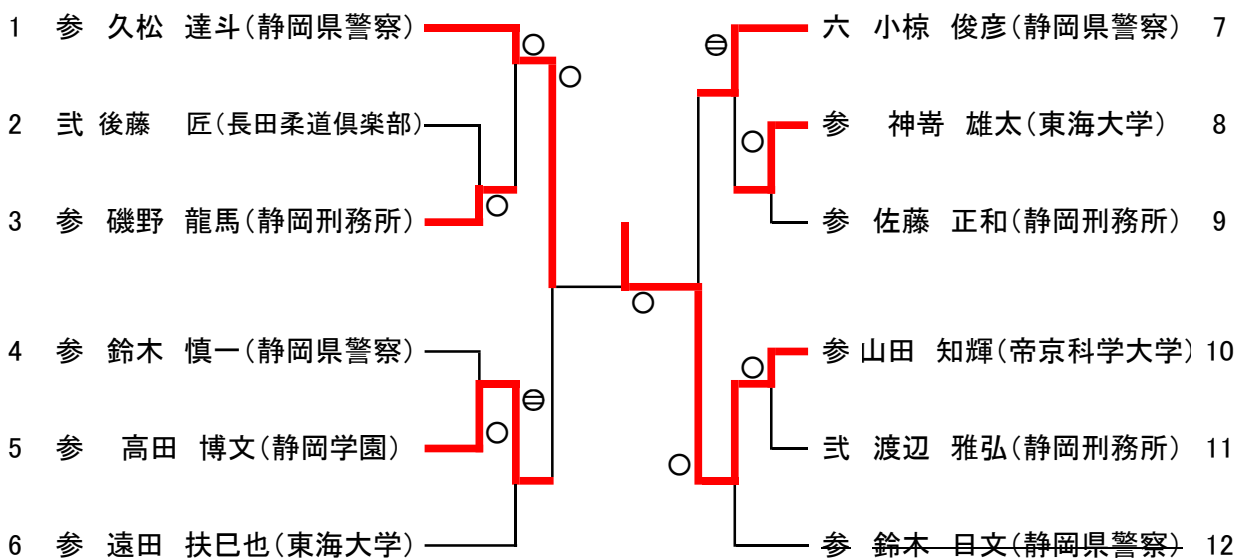 1 参 久松 達斗(静岡県警察)
2 弐 後藤 匠(長田柔道倶楽部)
3 参 磯野 龍馬(静岡刑務所)
4 参 鈴木 慎一(静岡県警察)
5 参 高田 博文(静岡学園)
6 参 遠田 扶巳也(東海大学)
六 小椋 俊彦(静岡県警察) 7
参 神嵜 雄太(東海大学) 8
参 佐藤 正和(静岡刑務所) 9
参 山田 知輝(帝京科学大学) 10
弐 渡辺 雅弘(静岡刑務所) 11
参 鈴木 日文(静岡県警察) 12